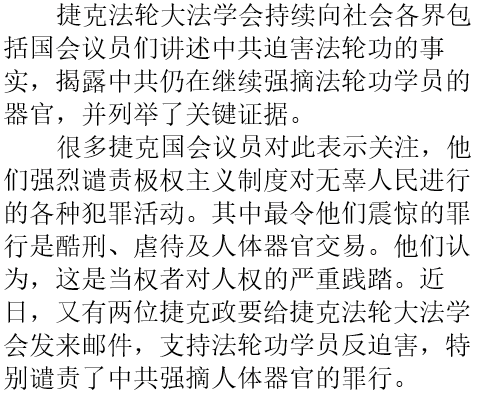 捷克法轮大法学会持续向社会各界包
括国会议员们讲述中共迫害法轮功的事
实，揭露中共仍在继续强摘法轮功学员的
器官，并列举了关键证据。
很多捷克国会议员对此表示关注，他
们强烈谴责极权主义制度对无辜人民进行
的各种犯罪活动。其中最令他们震惊的罪
行是酷刑、虐待及人体器官交易。他们认
为，这是当权者对人权的严重践踏。近
日，又有两位捷克政要给捷克法轮大法学
会发来邮件，支持法轮功学员反迫害，特
别谴责了中共强摘人体器官的罪行。